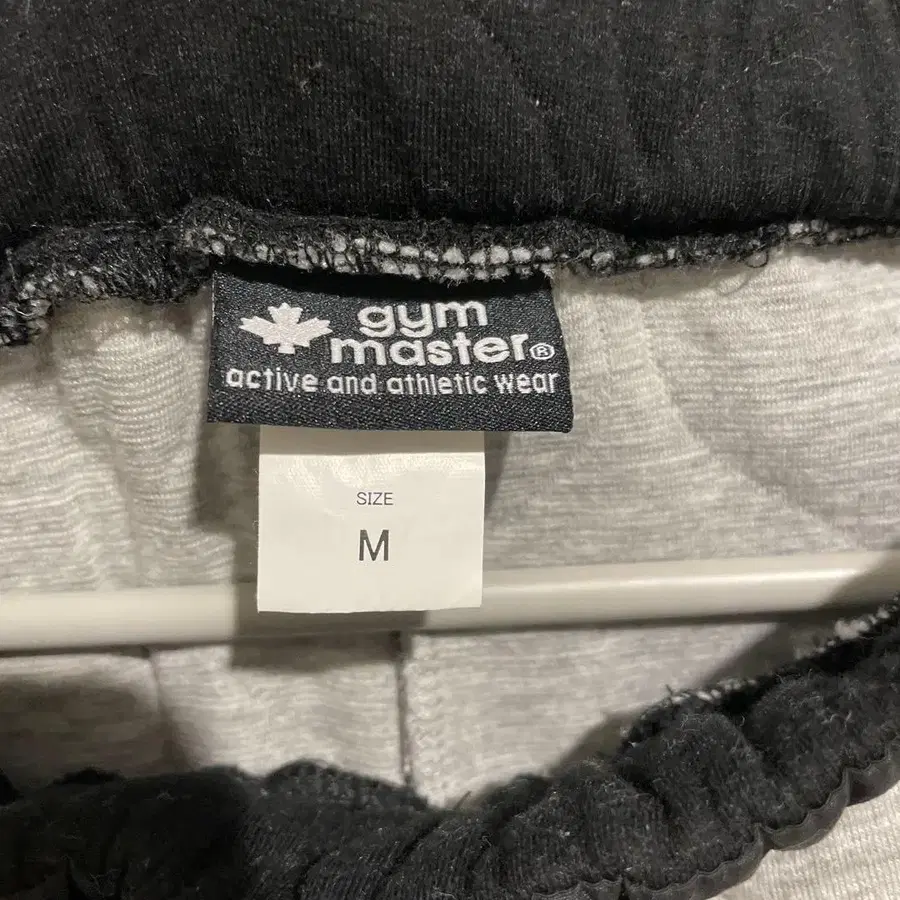 gym
master®
active and athletic wear
SIZE
M